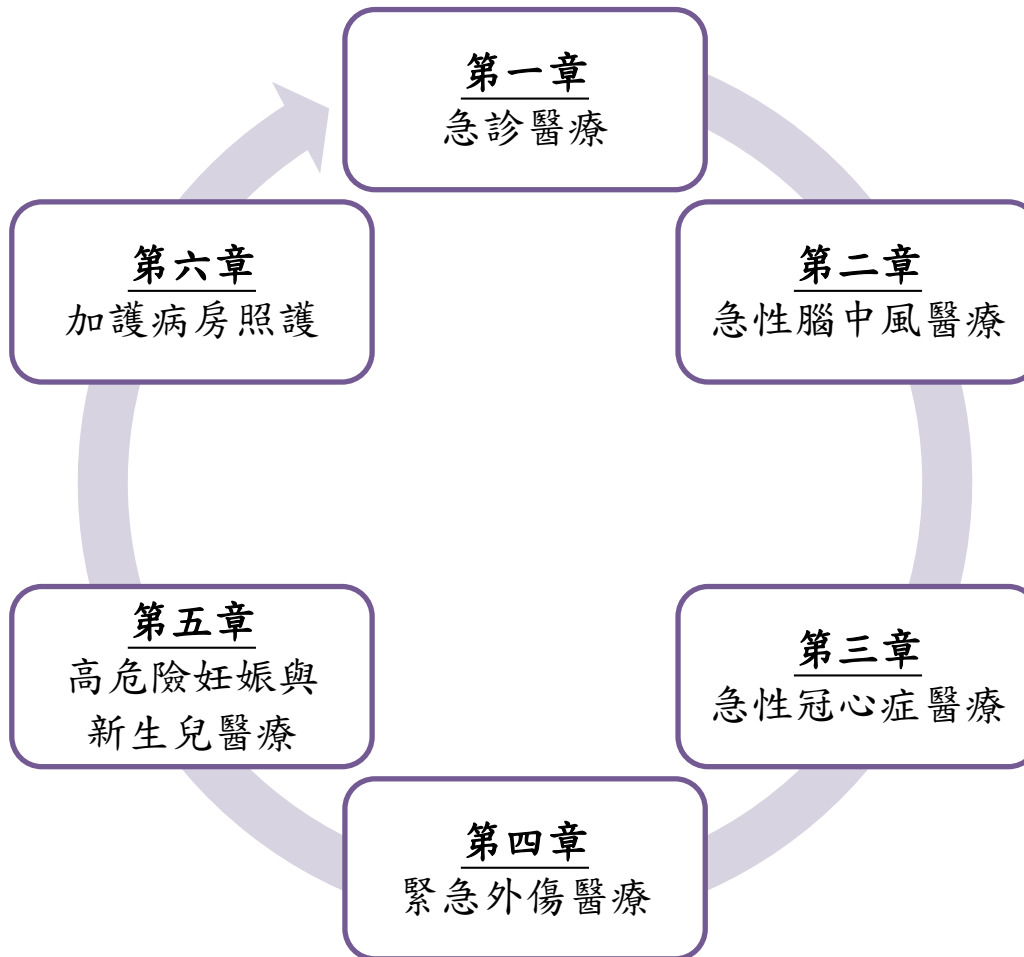 第一章
急診醫療
第二章
急性腦中風醫療
第三章
急性冠心症醫療
第四章
緊急外傷醫療
第五章
高危險妊娠與
新生兒醫療
第六章
加護病房照護